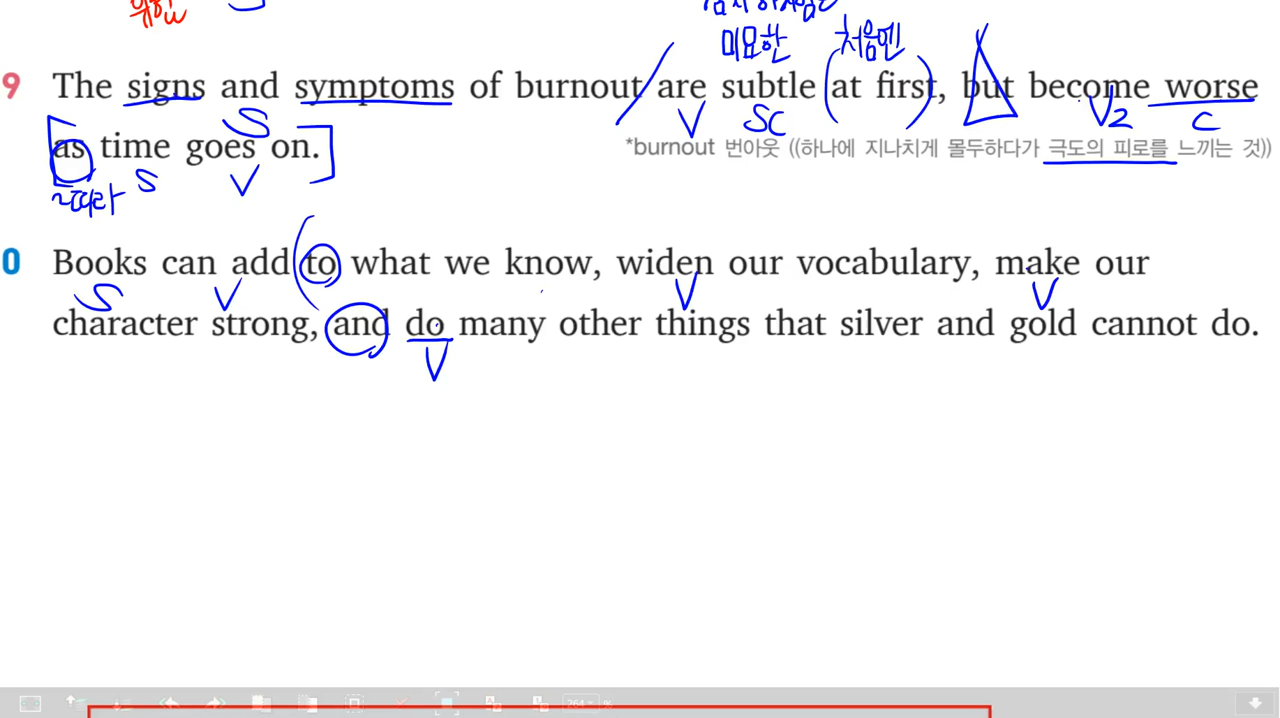 위한
미묘한 처음엔
9 The signs and symptoms of burnout are subtle (at first), but become worse
S V SC V2 C
[as time goes on.] *burnout 번아웃 ((하나에 지나치게 몰두하다가 극도의 피로를 느끼는 것))
~따라 S V
0 Books can add (to what we know, widen our vocabulary, make our
S V V V
character strong, and do many other things that silver and gold cannot do.
V
264 %